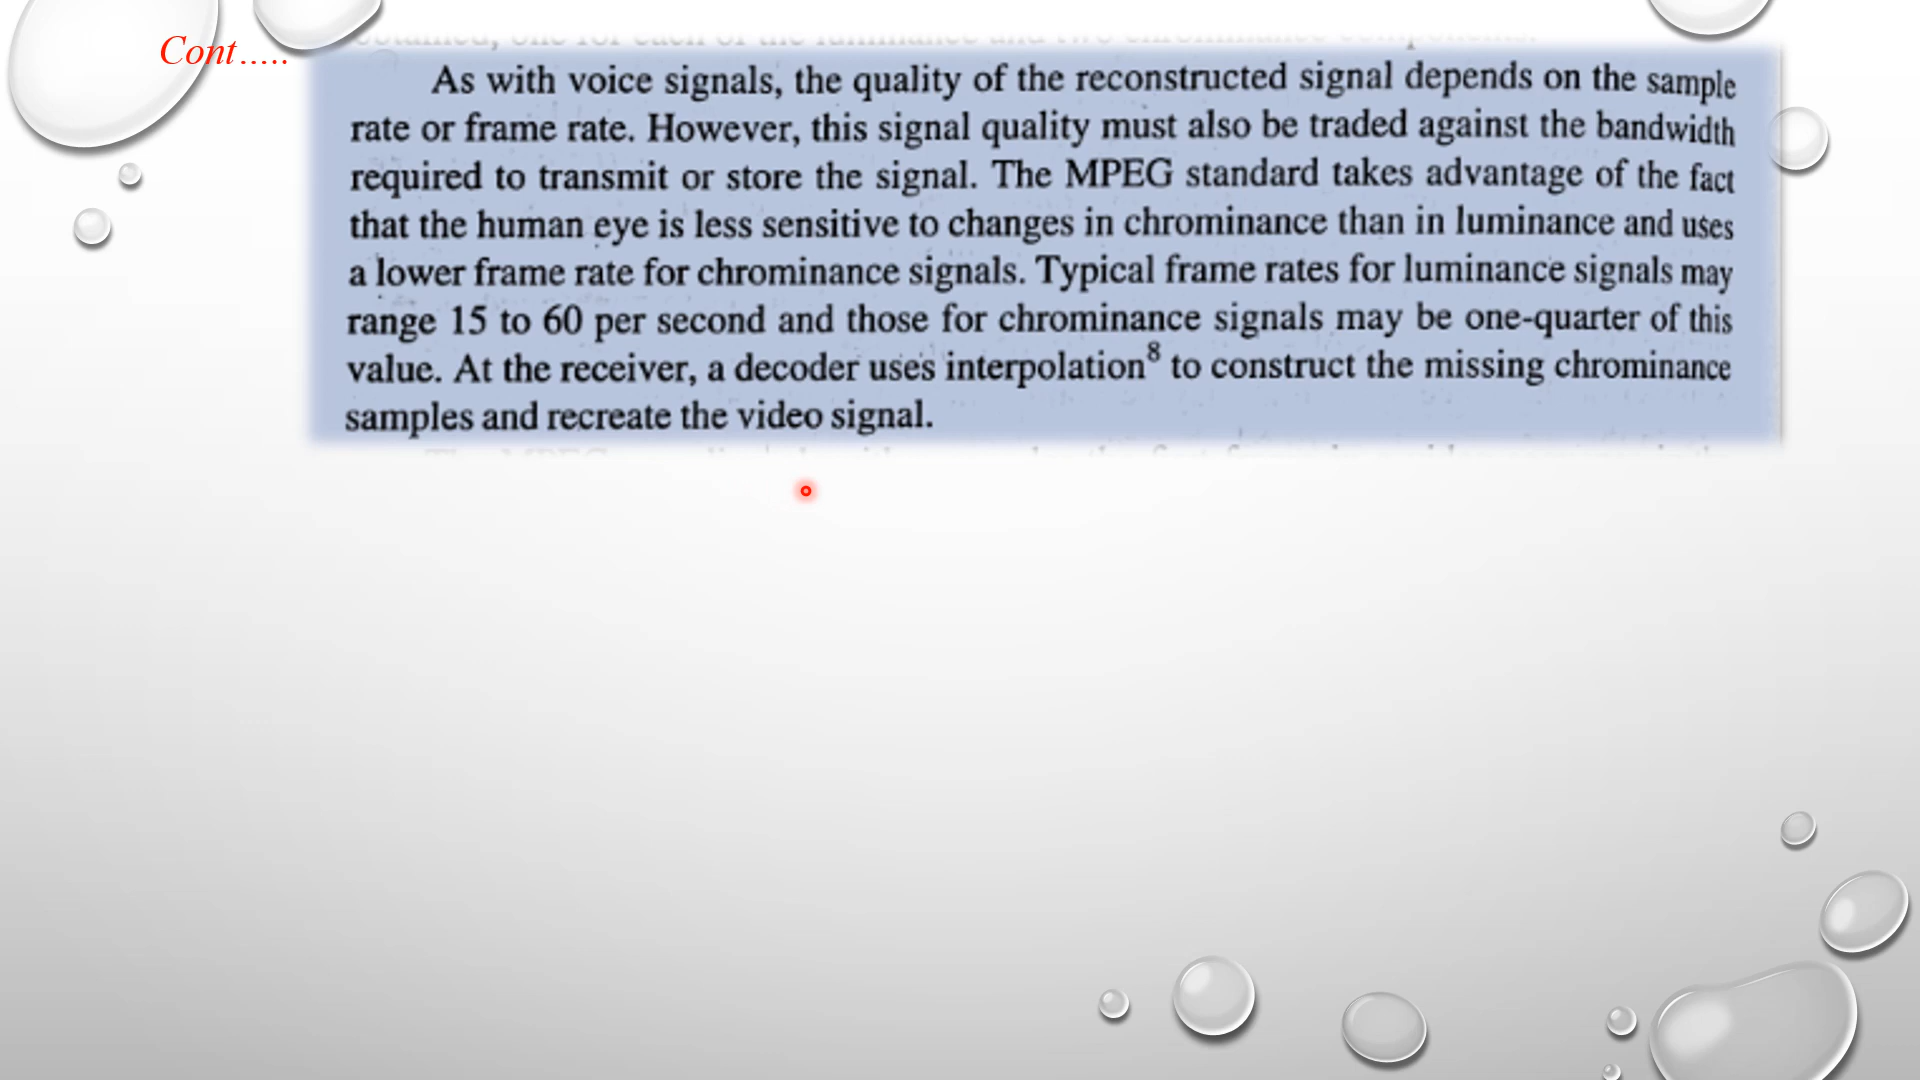 Cont…..
As with voice signals, the quality of the reconstructed signal depends on the sample
rate or frame rate. However, this signal quality must also be traded against the bandwidth
required to transmit or store the signal. The MPEG standard takes advantage of the fact
that the human eye is less sensitive to changes in chrominance than in luminance and uses
a lower frame rate for chrominance signals. Typical frame rates for luminance signals may
range 15 to 60 per second and those for chrominance signals may be one-quarter of this
value. At the receiver, a decoder uses interpolation⁸ to construct the missing chrominance
samples and recreate the video signal.